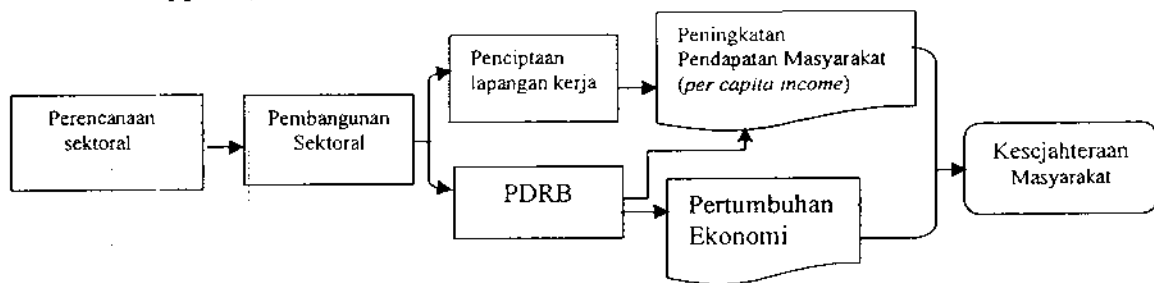 Perencanaan
sektoral
Pembangunan
Sektoral
Penciptaan
lapangan kerja
PDRB
Peningkatan
Pendapatan Masyarakat
(per capita income)
Pertumbuhan
Ekonomi
Kesejahteraan
Masyarakat